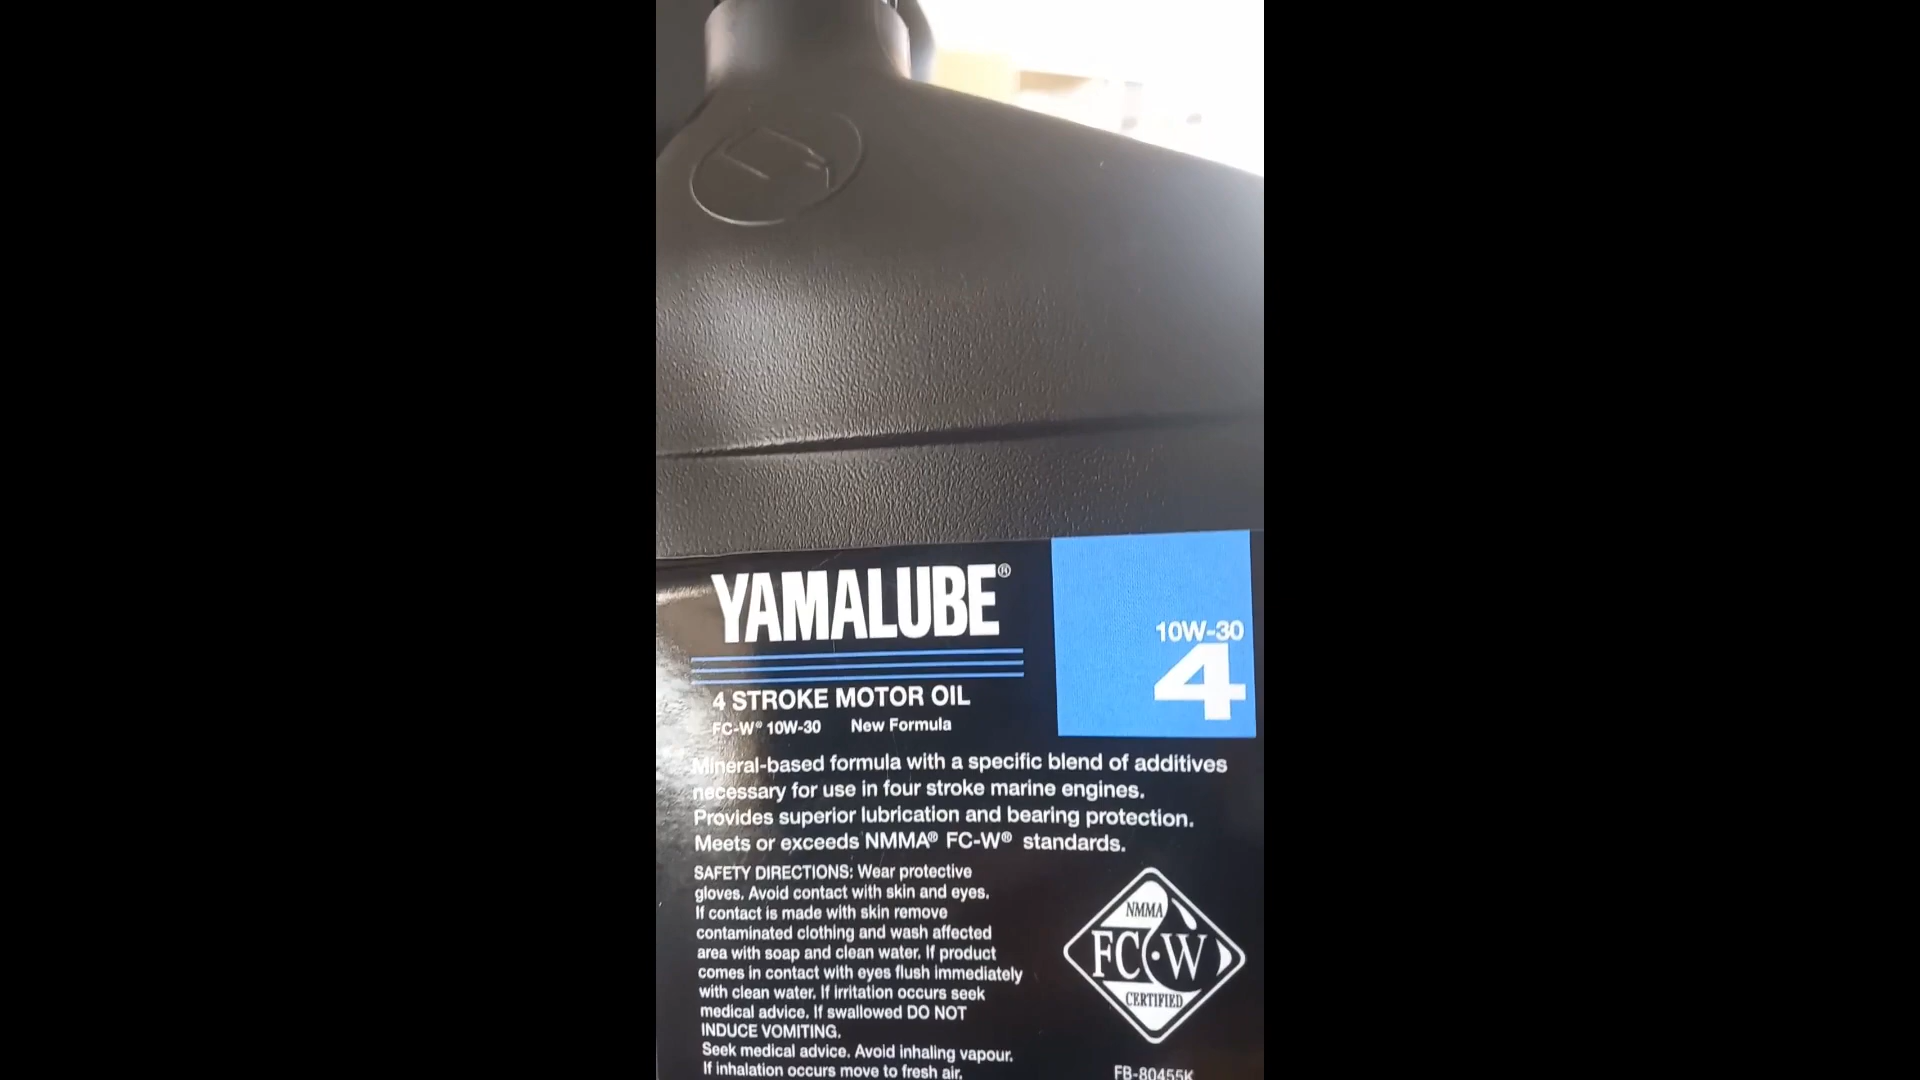 YAMALUBE®
10W-30
4
4 STROKE MOTOR OIL
FC-W® 10W-30 New Formula
Mineral-based formula with a specific blend of additives
necessary for use in four stroke marine engines.
Provides superior lubrication and bearing protection.
Meets or exceeds NMMA® FC-W® standards.
SAFETY DIRECTIONS: Wear protective
gloves. Avoid contact with skin and eyes.
If contact is made with skin remove
contaminated clothing and wash affected
area with soap and clean water. If product
comes in contact with eyes flush immediately
with clean water. If irritation occurs seek
medical advice. If swallowed DO NOT
INDUCE VOMITING.
Seek medical advice. Avoid inhaling vapour.
If inhalation occurs move to fresh air.
NMMA
FC·W
CERTIFIED
FB-80455K